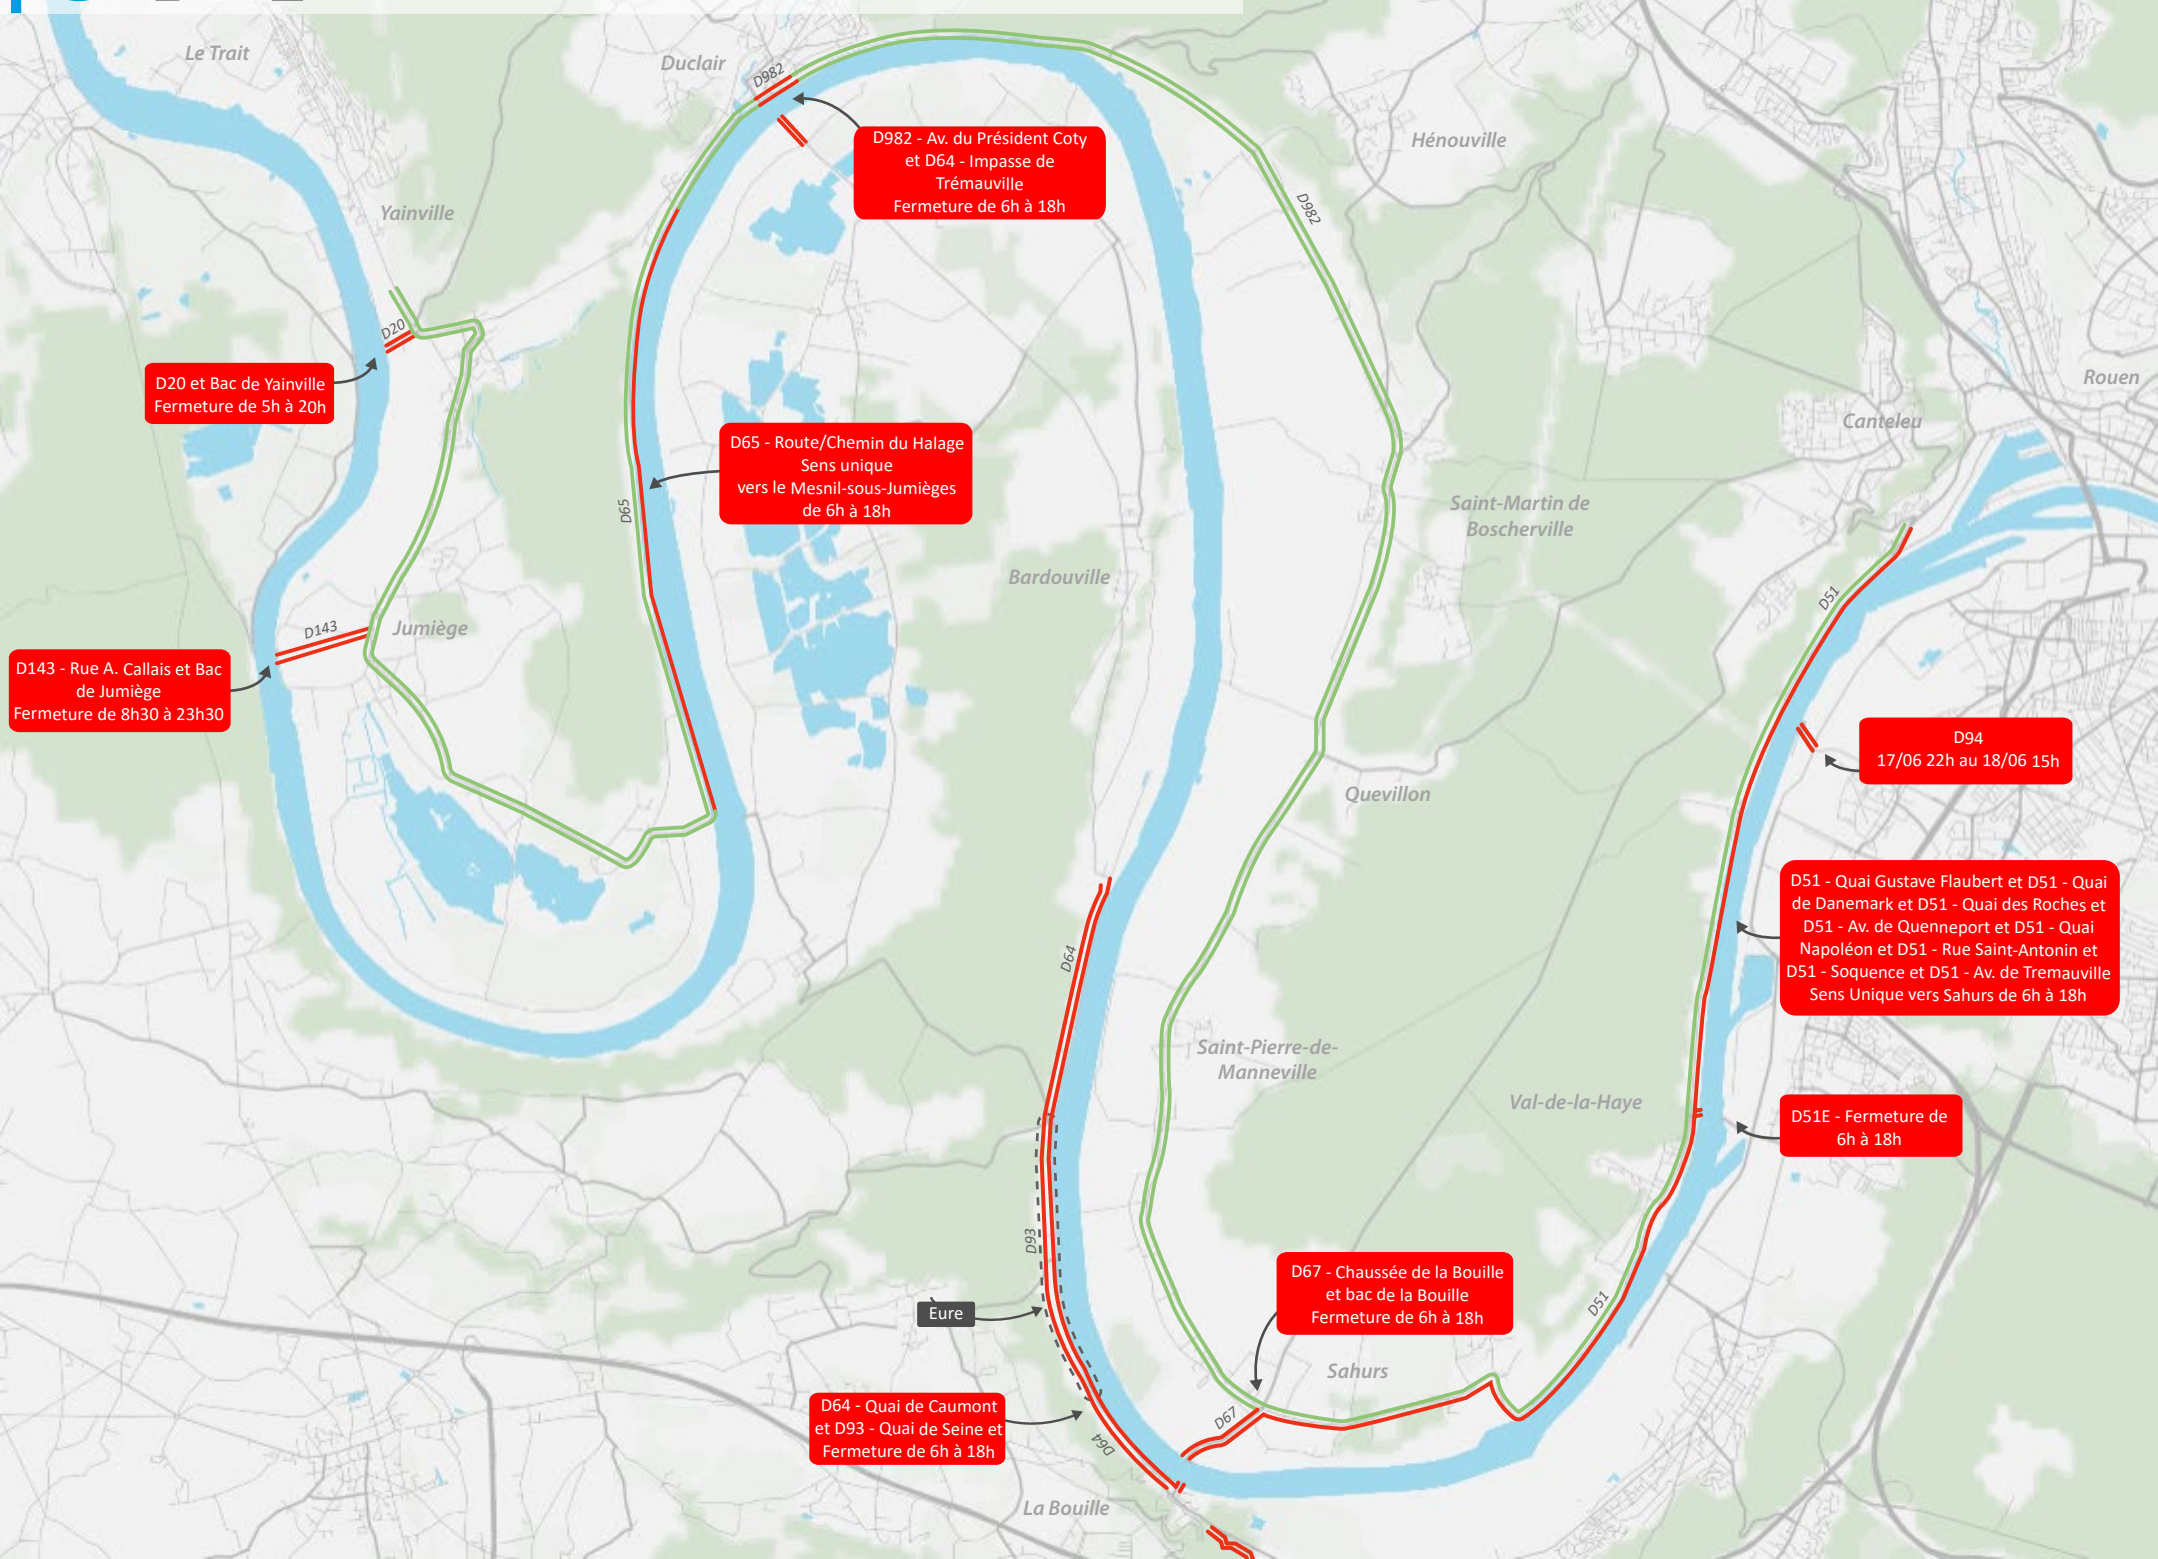 Le Trait
Duclair
D982
D982 - Av. du Président Coty
et D64 - Impasse de
Trémauville
Fermeture de 6h à 18h
Hénouville
Yainville
D982
D20
D20 et Bac de Yainville
Fermeture de 5h à 20h
Rouen
Canteleu
D65 - Route/Chemin du Halage
Sens unique
vers le Mesnil-sous-Jumièges
de 6h à 18h
D65
Saint-Martin de
Boscherville
Bardouville
D51
D143
Jumiège
D143 - Rue A. Callais et Bac
de Jumiège
Fermeture de 8h30 à 23h30
D94
17/06 22h au 18/06 15h
Quevillon
D51 - Quai Gustave Flaubert et D51 - Quai
de Danemark et D51 - Quai des Roches et
D51 - Av. de Quenneport et D51 - Quai
Napoléon et D51 - Rue Saint-Antonin et
D51 - Soquence et D51 - Av. de Tremauville
Sens Unique vers Sahurs de 6h à 18h
D64
Saint-Pierre-de-
Manneville
Val-de-la-Haye
D51E - Fermeture de
6h à 18h
D93
Eure
D67 - Chaussée de la Bouille
et bac de la Bouille
Fermeture de 6h à 18h
D51
Sahurs
D64 - Quai de Caumont
et D93 - Quai de Seine et
Fermeture de 6h à 18h
D67
D64
La Bouille